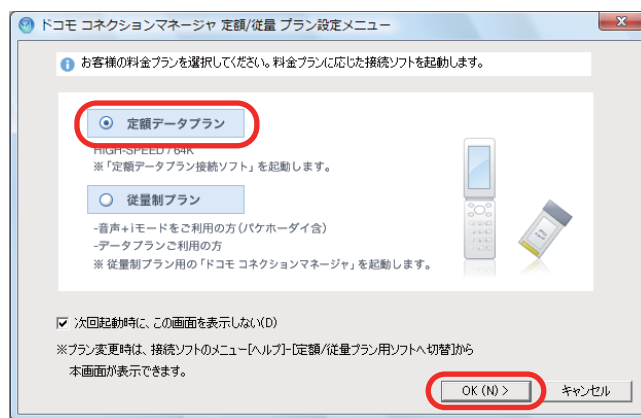 ドコモ コネクションマネージャ 定額/従量 プラン設定メニュー
お客様の料金プランを選択してください。料金プランに応じた接続ソフトを起動します。
定額データプラン
HIGH-SPEED / 64K
※「定額データプラン接続ソフト」を起動します。
従量制プラン
-音声+iモードをご利用の方（パケホーダイ含）
-データプランご利用の方
※ 従量制プラン用の「ドコモ コネクションマネージャ」を起動します。
次回起動時に、この画面を表示しない(D)
※プラン変更時は、接続ソフトのメニュー[ヘルプ]-[定額/従量プラン用ソフトへ切替]から
本画面が表示できます。
OK (N) >
キャンセル